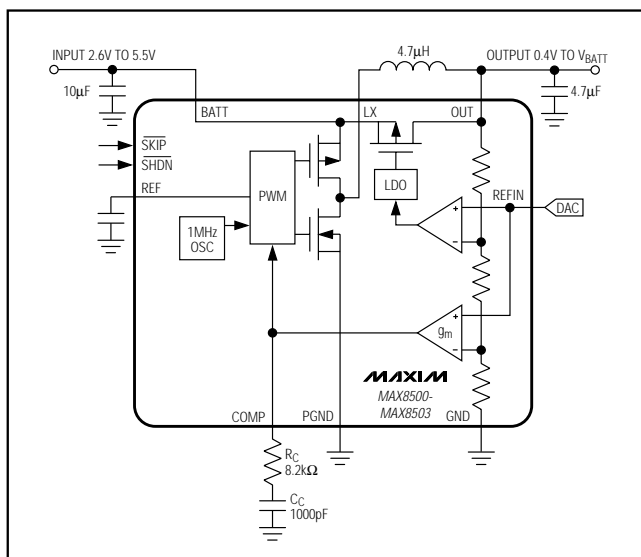 4.7µH
INPUT 2.6V TO 5.5V
OUTPUT 0.4V TO VBATT
10µF
4.7µF
BATT
LX
OUT
SKIP
SHDN
REF
PWM
LDO
REFIN
DAC
+
−
1MHz
OSC
+
gm
−
MAXIM
MAX8500-
MAX8503
COMP
PGND
GND
RC
8.2kΩ
CC
1000pF